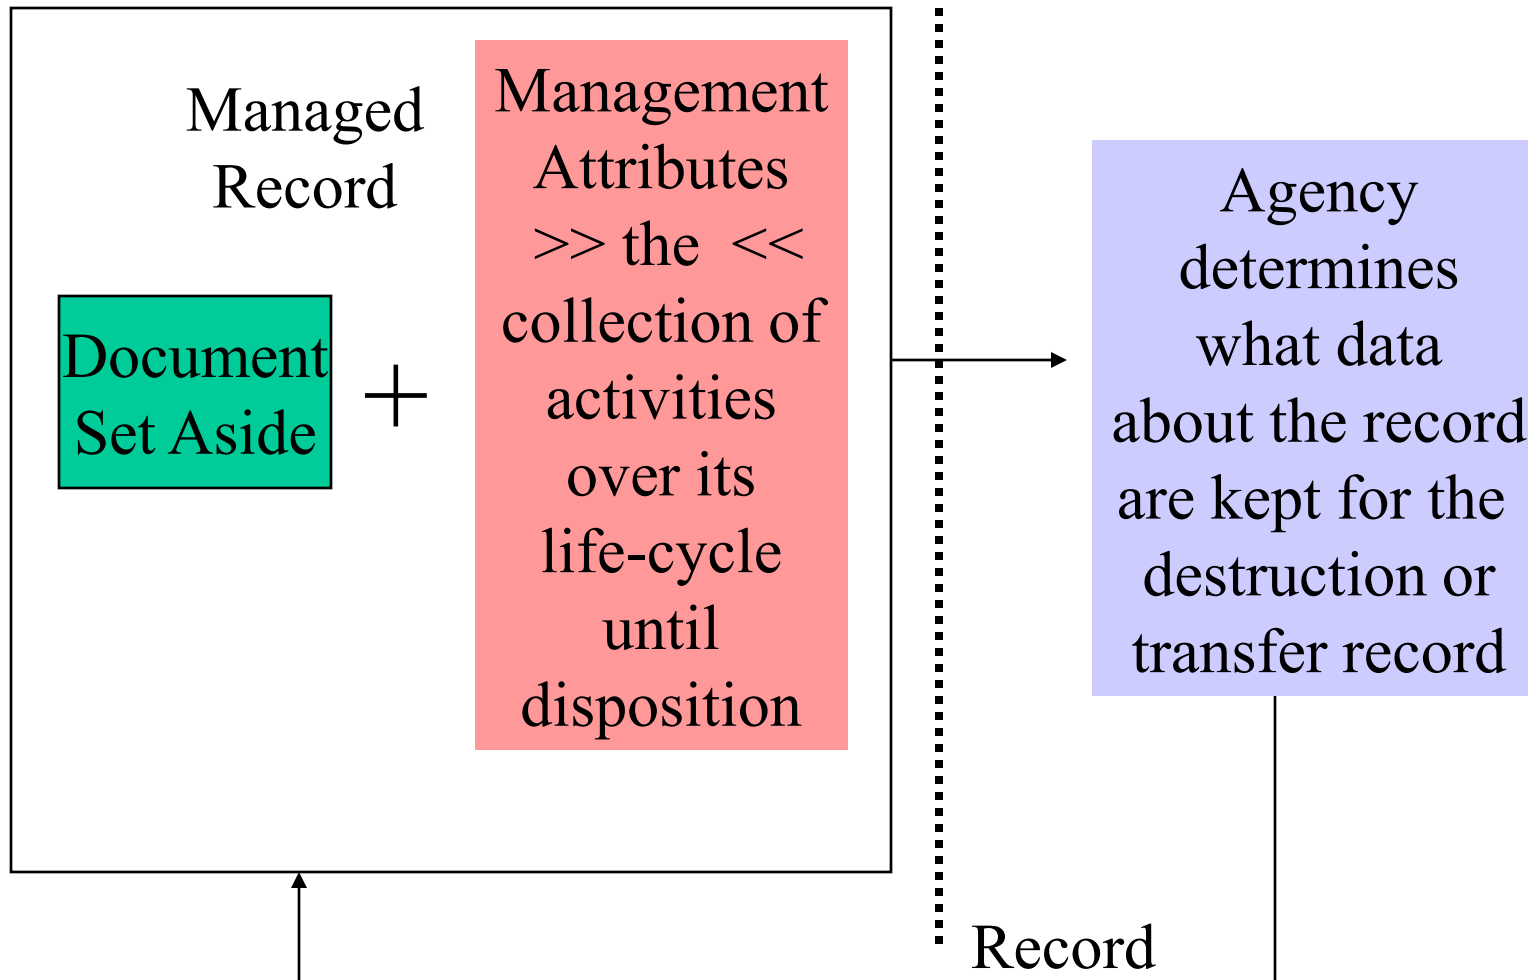 Managed
Record
Document
Set Aside
+
Management
Attributes
>> the <<
collection of
activities
over its
life-cycle
until
disposition
Agency
determines
what data
about the record
are kept for the
destruction or
transfer record
Record